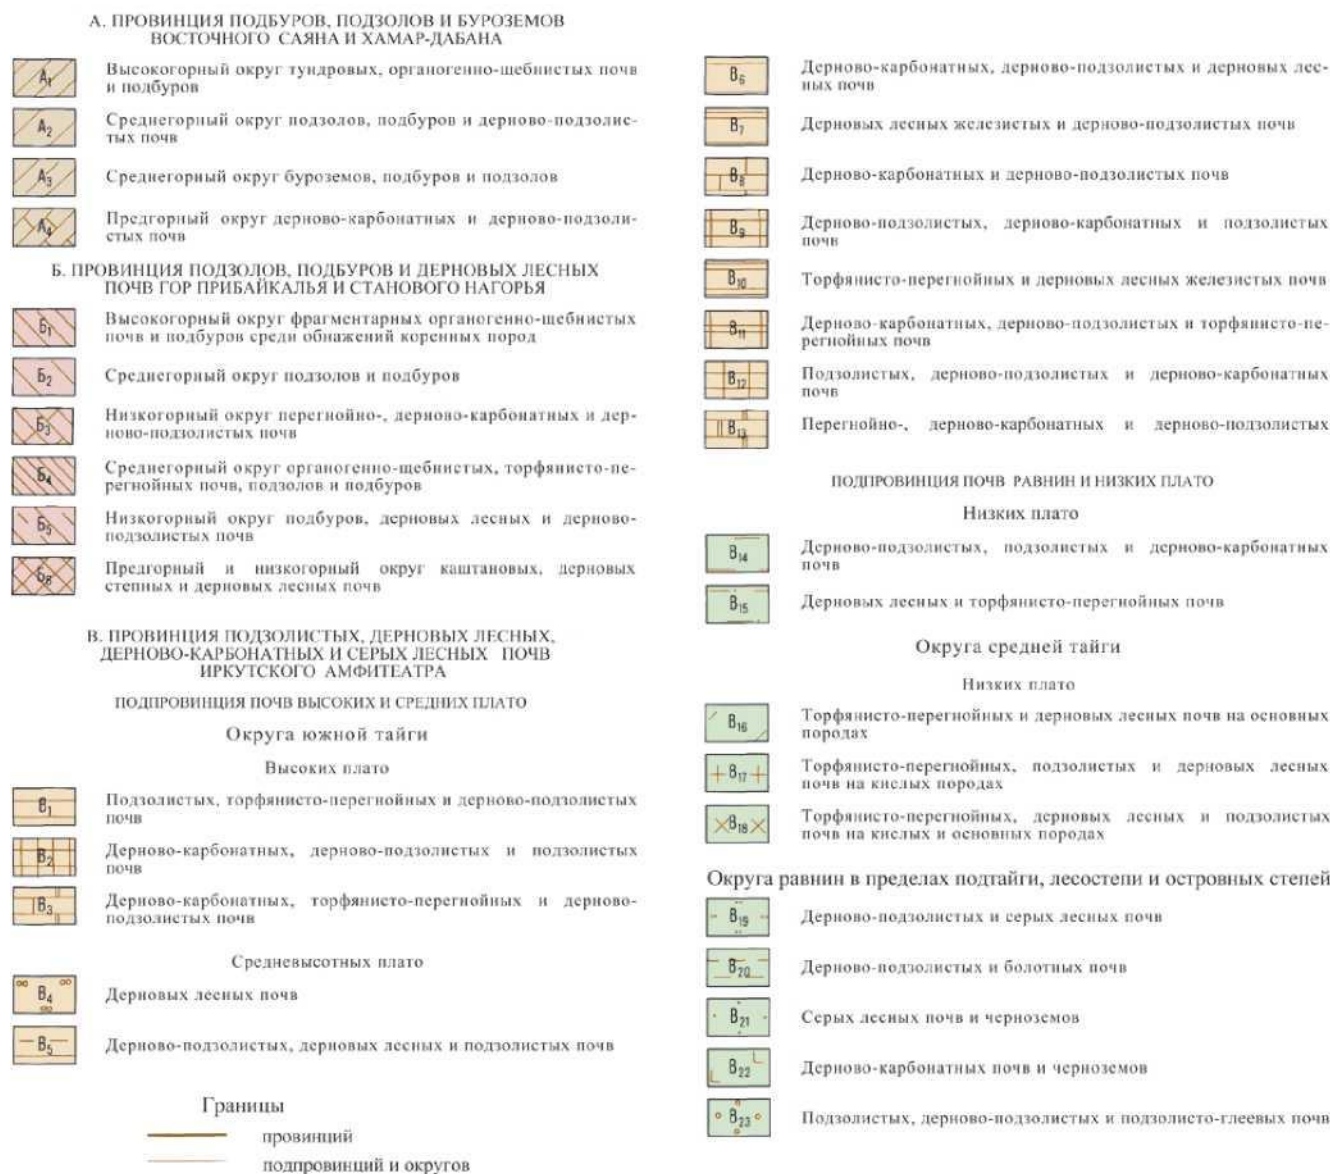 А. ПРОВИНЦИЯ ПОДБУРОВ, ПОДЗОЛОВ И БУРОЗЕМОВ
ВОСТОЧНОГО САЯНА И ХАМАР-ДАБАНА
А1 Высокогорный округ тундровых, органогенно-щебнистых почв
и подбуров
А2 Среднегорный округ подзолов, подбуров и дерново-подзолис-
тых почв
А3 Среднегорный округ буроземов, подбуров и подзолов
А4 Предгорный округ дерново-карбонатных и дерново-подзоли-
стых почв
Б. ПРОВИНЦИЯ ПОДЗОЛОВ, ПОДБУРОВ И ДЕРНОВЫХ ЛЕСНЫХ
ПОЧВ ГОР ПРИБАЙКАЛЬЯ И СТАНОВОГО НАГОРЬЯ
Б1 Высокогорный округ фрагментарных органогенно-щебнистых
почв и подбуров среди обнажений коренных пород
Б2 Среднегорный округ подзолов и подбуров
Б3 Низкогорный округ перегнойно-, дерново-карбонатных и дер-
ново-подзолистых почв
Б4 Среднегорный округ органогенно-щебнистых, торфянисто-пе-
регнойных почв, подзолов и подбуров
Б5 Низкогорный округ подбуров, дерновых лесных и дерново-
подзолистых почв
Б6 Предгорный и низкогорный округ каштановых, дерновых
степных и дерновых лесных почв
В. ПРОВИНЦИЯ ПОДЗОЛИСТЫХ, ДЕРНОВЫХ ЛЕСНЫХ,
ДЕРНОВО-КАРБОНАТНЫХ И СЕРЫХ ЛЕСНЫХ ПОЧВ
ИРКУТСКОГО АМФИТЕАТРА
ПОДПРОВИНЦИЯ ПОЧВ ВЫСОКИХ И СРЕДНИХ ПЛАТО
Округа южной тайги
Высоких плато
В1 Подзолистых, торфянисто-перегнойных и дерново-подзолистых
почв
В2 Дерново-карбонатных, дерново-подзолистых и подзолистых
почв
В3 Дерново-карбонатных, торфянисто-перегнойных и дерново-
подзолистых почв
Средневысотных плато
В4 Дерновых лесных почв
В5 Дерново-подзолистых, дерновых лесных и подзолистых почв
Границы
провинций
подпровинций и округов
В6 Дерново-карбонатных, дерново-подзолистых и дерновых лес-
ных почв
В7 Дерновых лесных железистых и дерново-подзолистых почв
В8 Дерново-карбонатных и дерново-подзолистых почв
В9 Дерново-подзолистых, дерново-карбонатных и подзолистых
почв
В10 Торфянисто-перегнойных и дерновых лесных железистых почв
В11 Дерново-карбонатных, дерново-подзолистых и торфянисто-пе-
регнойных почв
В12 Подзолистых, дерново-подзолистых и дерново-карбонатных
почв
В13 Перегнойно-, дерново-карбонатных и дерново-подзолистых
ПОДПРОВИНЦИЯ ПОЧВ РАВНИН И НИЗКИХ ПЛАТО
Низких плато
В14 Дерново-подзолистых, подзолистых и дерново-карбонатных
почв
В15 Дерновых лесных и торфянисто-перегнойных почв
Округа средней тайги
Низких плато
В16 Торфянисто-перегнойных и дерновых лесных почв на основных
породах
В17 Торфянисто-перегнойных, подзолистых и дерновых лесных
почв на кислых породах
В18 Торфянисто-перегнойных, дерновых лесных и подзолистых
почв на кислых и основных породах
Округа равнин в пределах подтайги, лесостепи и островных степей
В19 Дерново-подзолистых и серых лесных почв
В20 Дерново-подзолистых и болотных почв
В21 Серых лесных почв и черноземов
В22 Дерново-карбонатных почв и черноземов
В23 Подзолистых, дерново-подзолистых и подзолисто-глеевых почв